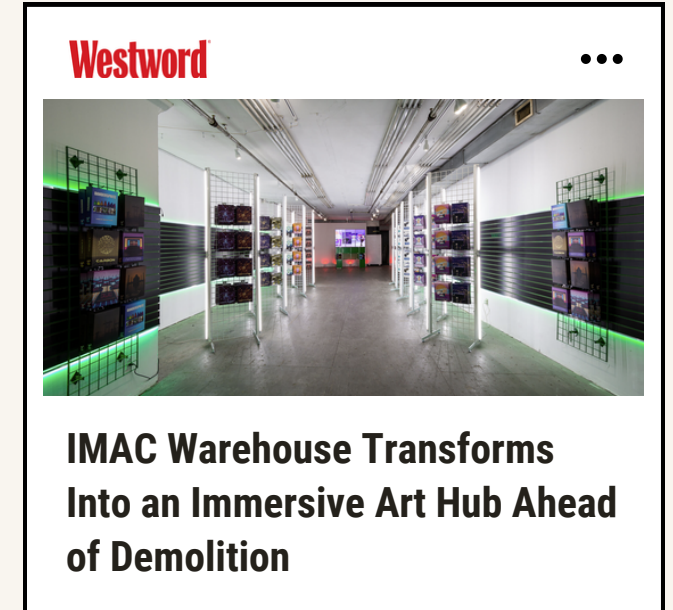 Westword
IMAC Warehouse Transforms
Into an Immersive Art Hub Ahead
of Demolition